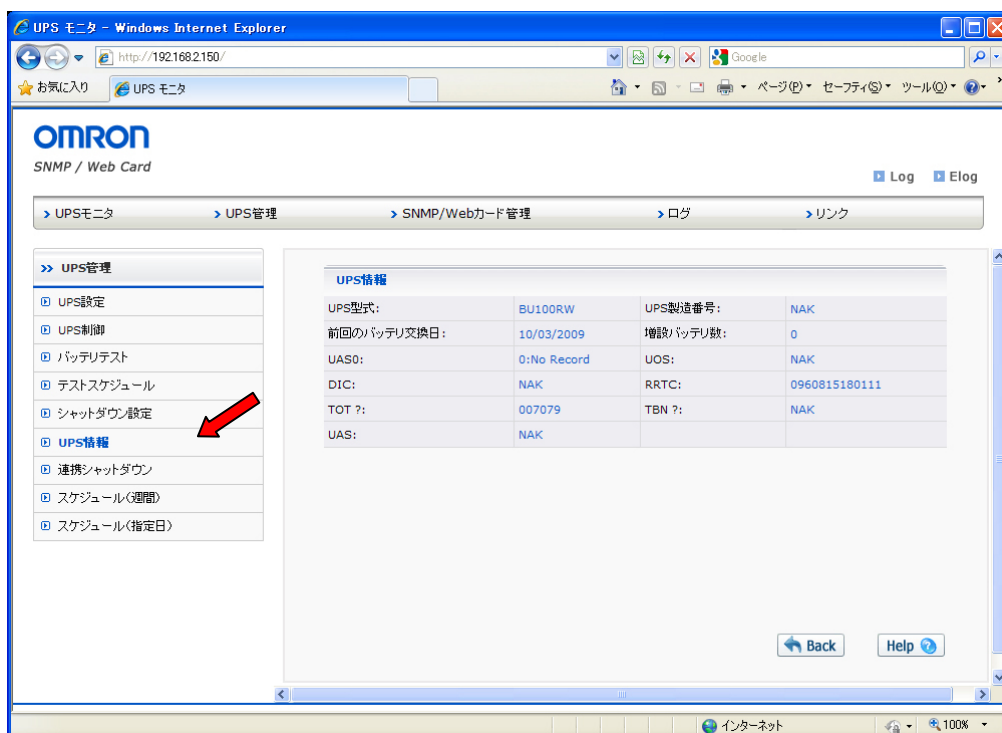 UPS モニタ - Windows Internet Explorer
http://192.168.2.150/
Google
お気に入り
UPS モニタ
ページ(P)
セーフティ(S)
ツール(O)
OMRON
SNMP / Web Card
Log
Elog
UPSモニタ
UPS管理
SNMP/Webカード管理
ログ
リンク
UPS管理
UPS設定
UPS制御
バッテリテスト
テストスケジュール
シャットダウン設定
UPS情報
連携シャットダウン
スケジュール(週間)
スケジュール(指定日)
UPS情報
UPS型式: BU100RW UPS製造番号: NAK
前回のバッテリ交換日: 10/03/2009 増設バッテリ数: 0
UAS0: 0:No Record UOS: NAK
DIC: NAK RRTC: 0960815180111
TOT ?: 007079 TBN ?: NAK
UAS: NAK
Back
Help
インターネット
100%